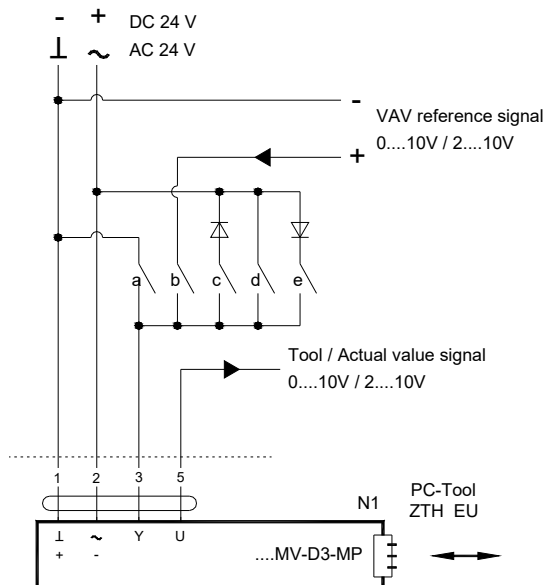 - + DC 24 V
⊥ ~ AC 24 V
-
VAV reference signal
+ 0....10V / 2....10V
a b c d e
Tool / Actual value signal
0....10V / 2....10V
1 2 3 5
N1
PC-Tool
ZTH EU
⊥ ~ Y U
+ -
....MV-D3-MP